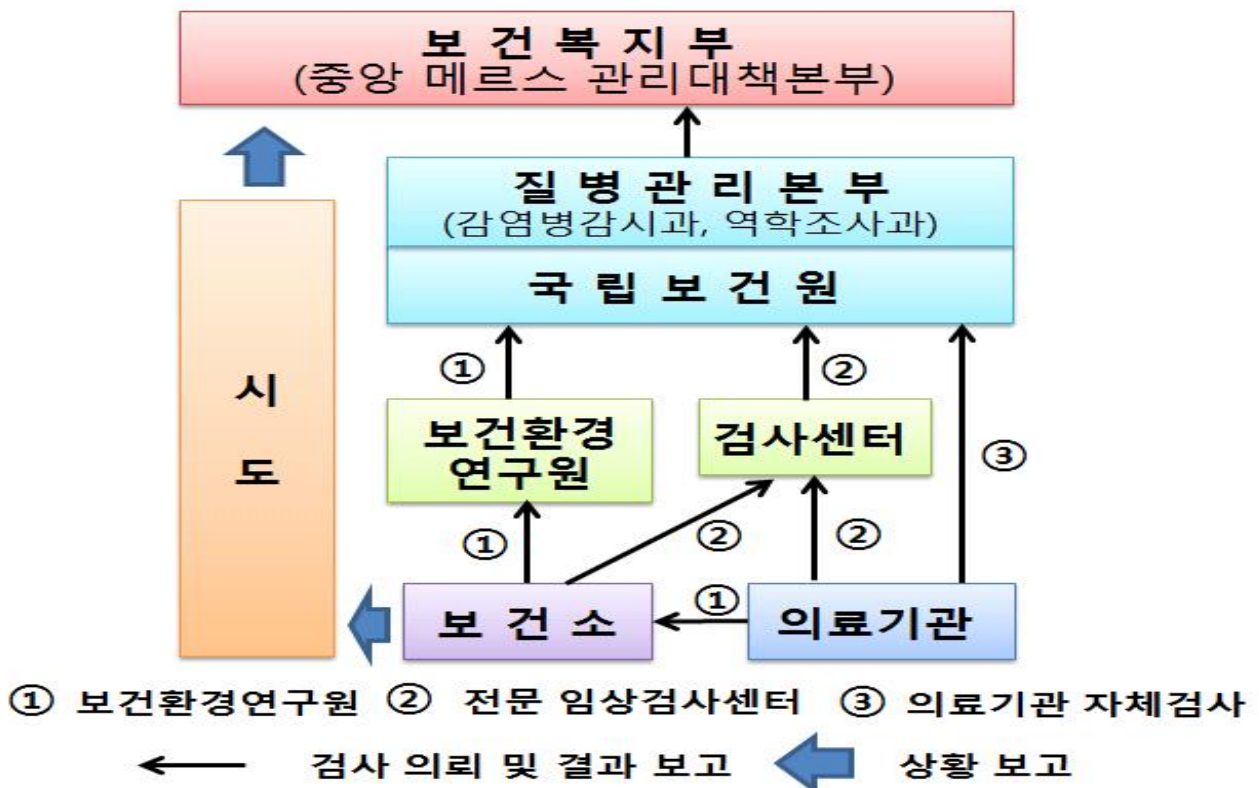 보 건 복 지 부
(중앙 메르스 관리대책본부)
질 병 관 리 본 부
(감염병감시과, 역학조사과)
국 립 보 건 원
①
②
③
시
도
보건환경
연구원
검사센터
①
②
②
보 건 소
①
의료기관
① 보건환경연구원 ② 전문 임상검사센터 ③ 의료기관 자체검사
검사 의뢰 및 결과 보고 상황 보고